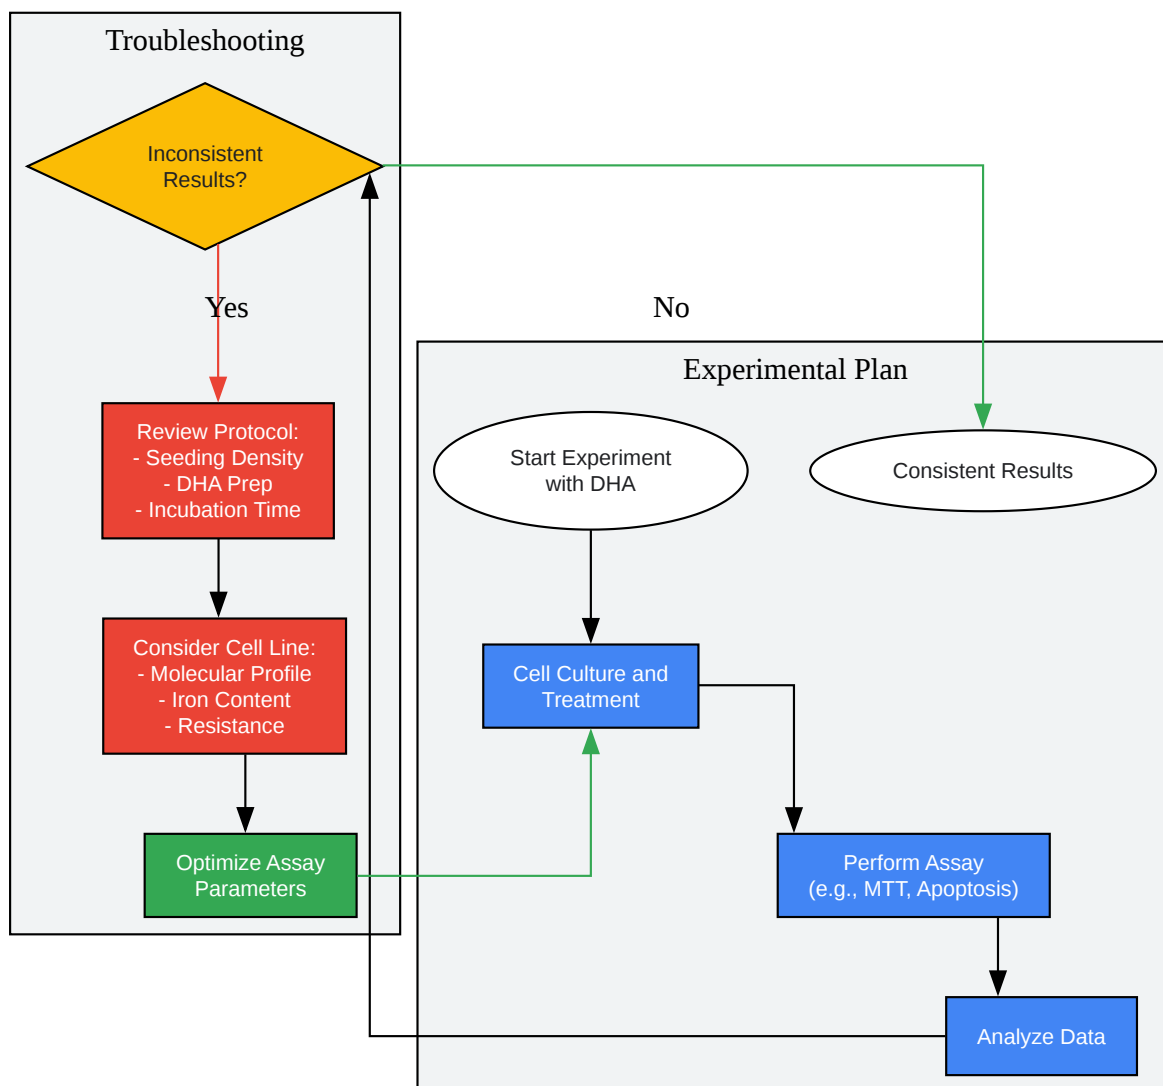 Troubleshooting
Inconsistent
Results?
Yes
No
Review Protocol:
- Seeding Density
- DHA Prep
- Incubation Time
Consider Cell Line:
- Molecular Profile
- Iron Content
- Resistance
Optimize Assay
Parameters
Experimental Plan
Start Experiment
with DHA
Consistent Results
Cell Culture and
Treatment
Perform Assay
(e.g., MTT, Apoptosis)
Analyze Data